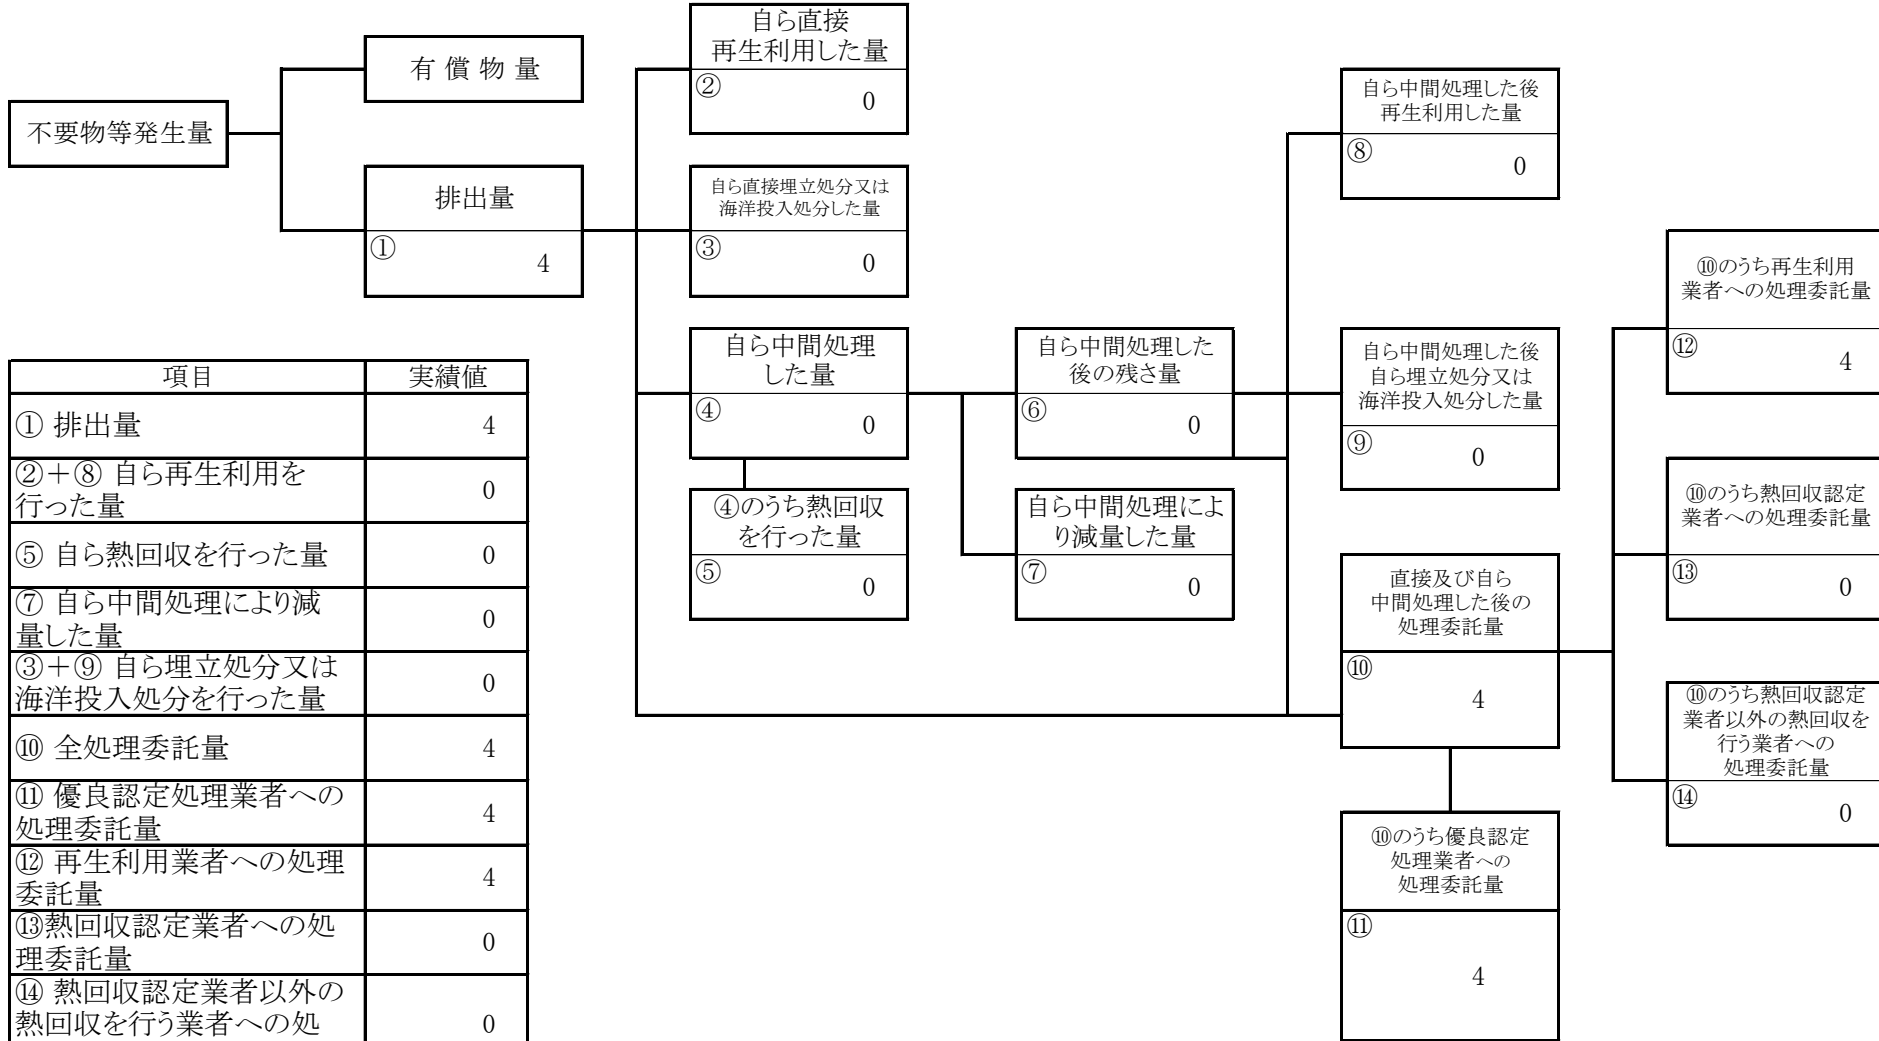 自ら直接
再生利用した量
②
0
有 償 物 量
不要物等発生量
自ら中間処理した後
再生利用した量
⑧
0
排出量
①
4
自ら直接埋立処分又は
海洋投入処分した量
③
0
⑩のうち再生利用
業者への処理委託量
⑫
4
自ら中間処理
した量
④
0
自ら中間処理した
後の残さ量
⑥
0
自ら中間処理した後
自ら埋立処分又は
海洋投入処分した量
⑨
0
④のうち熱回収
を行った量
⑤
0
自ら中間処理によ
り減量した量
⑦
0
⑩のうち熱回収認定
業者への処理委託量
⑬
0
直接及び自ら
中間処理した後の
処理委託量
⑩
4
⑩のうち熱回収認定
業者以外の熱回収を
行う業者への
処理委託量
⑭
0
⑩のうち優良認定
処理業者への
処理委託量
⑪
4
項目 実績値
① 排出量 4
②+⑧ 自ら再生利用を
行った量 0
⑤ 自ら熱回収を行った量 0
⑦ 自ら中間処理により減
量した量 0
③+⑨ 自ら埋立処分又は
海洋投入処分を行った量 0
⑩ 全処理委託量 4
⑪ 優良認定処理業者への
処理委託量 4
⑫ 再生利用業者への処理
委託量 4
⑬熱回収認定業者への処
理委託量 0
⑭ 熱回収認定業者以外の
熱回収を行う業者への処 0